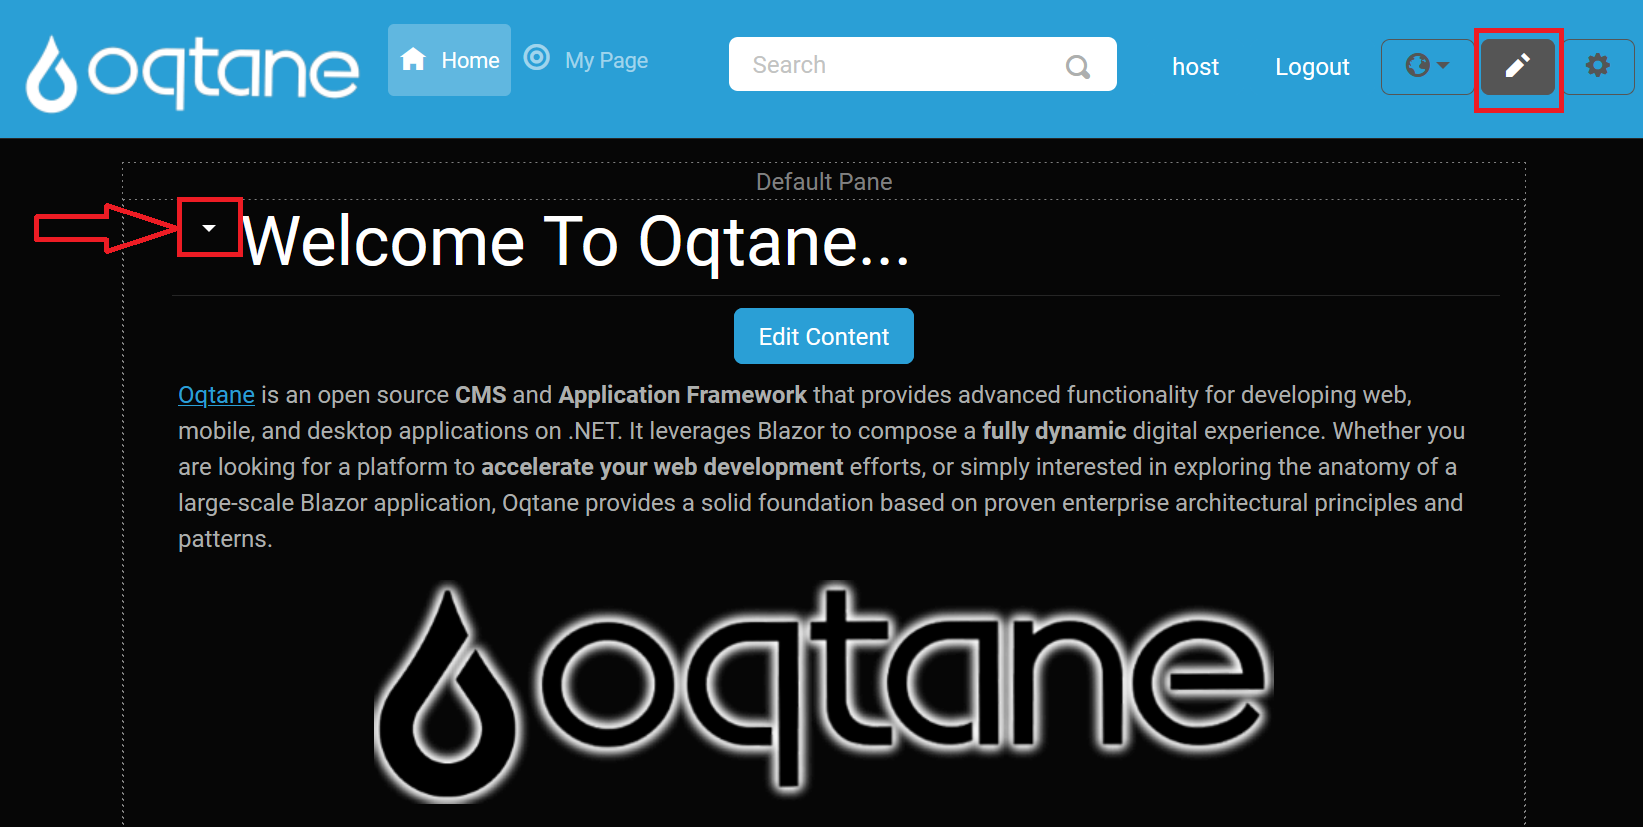 oqtane
Home
My Page
Search
host
Logout
Default Pane
Welcome To Oqtane...
Edit Content
Oqtane is an open source CMS and Application Framework that provides advanced functionality for developing web,
mobile, and desktop applications on .NET. It leverages Blazor to compose a fully dynamic digital experience. Whether you
are looking for a platform to accelerate your web development efforts, or simply interested in exploring the anatomy of a
large-scale Blazor application, Oqtane provides a solid foundation based on proven enterprise architectural principles and
patterns.
oqtane